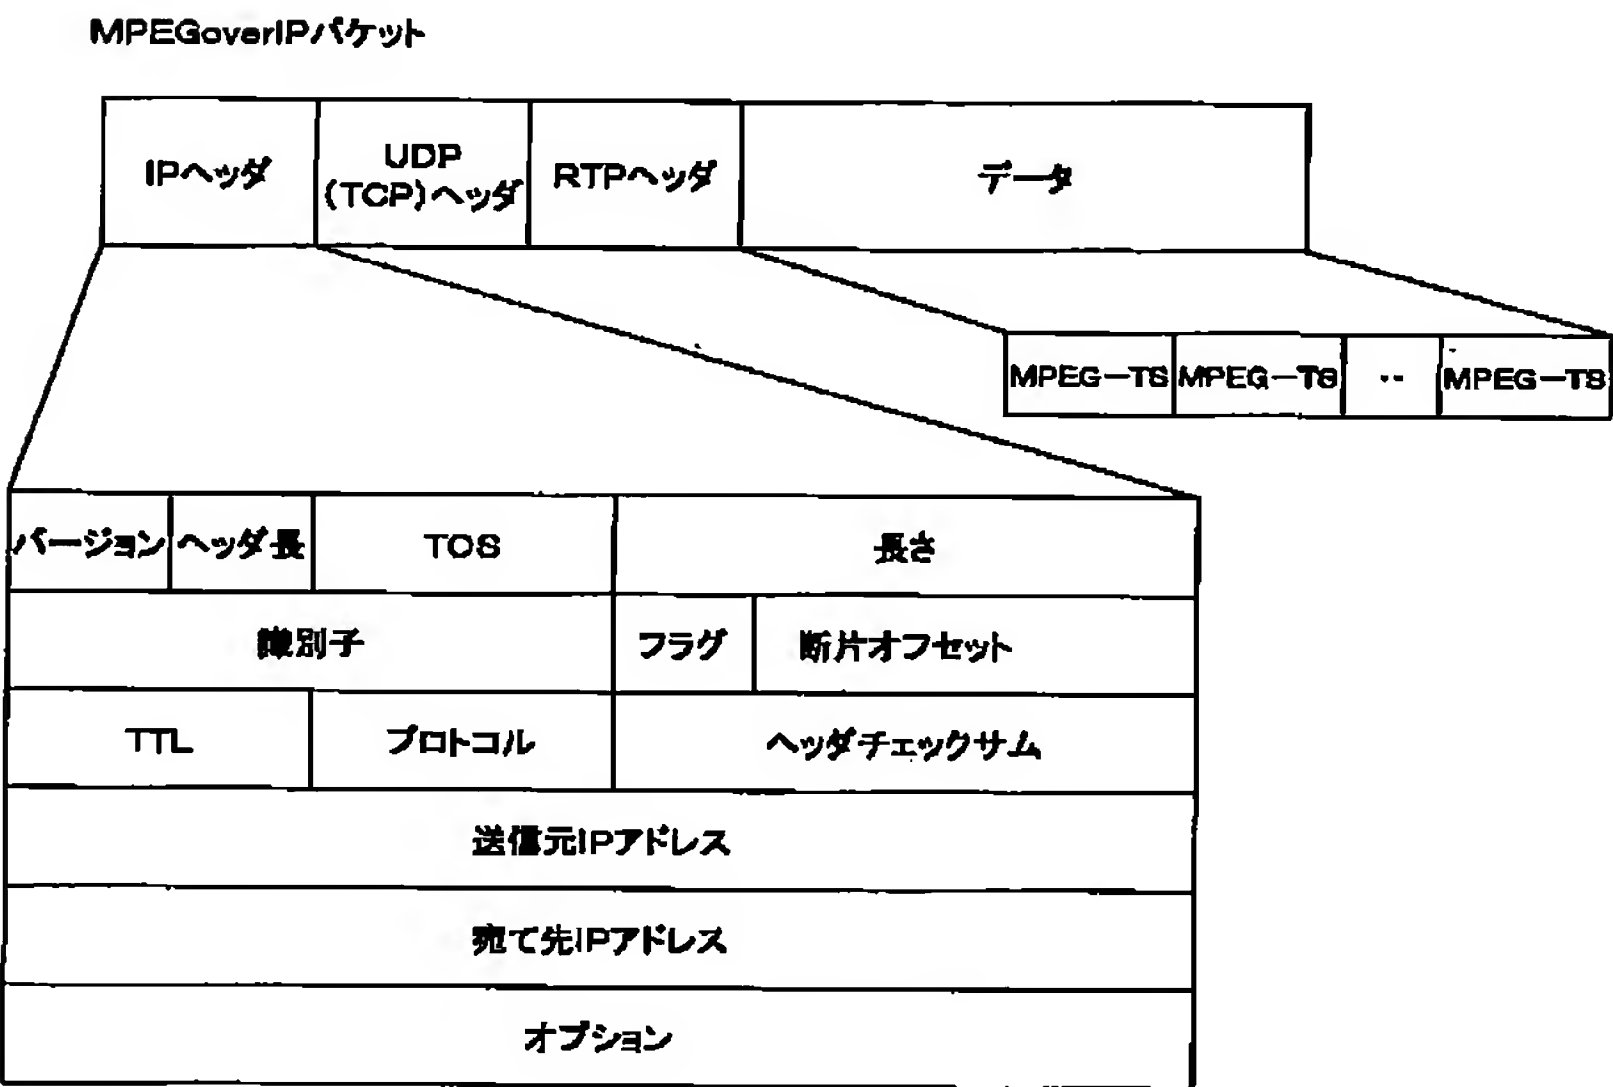 MPEGoverIPパケット
IPヘッダ
UDP
(TCP)ヘッダ
RTPヘッダ
データ
MPEG-TS
MPEG-TS
--
MPEG-TS
バージョン
ヘッダ長
TOS
長さ
識別子
フラグ
断片オフセット
TTL
プロトコル
ヘッダチェックサム
送信元IPアドレス
宛て先IPアドレス
オプション